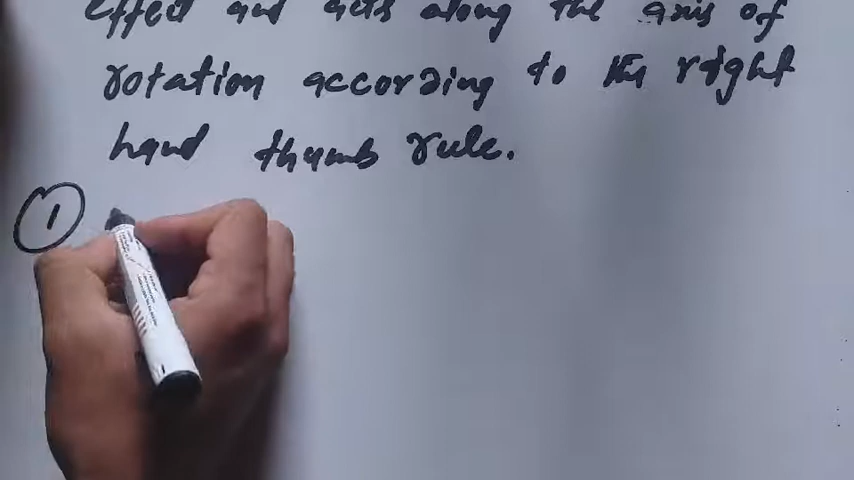 effect and acts along the axis of
rotation according to the right
hand thumb rule.
1